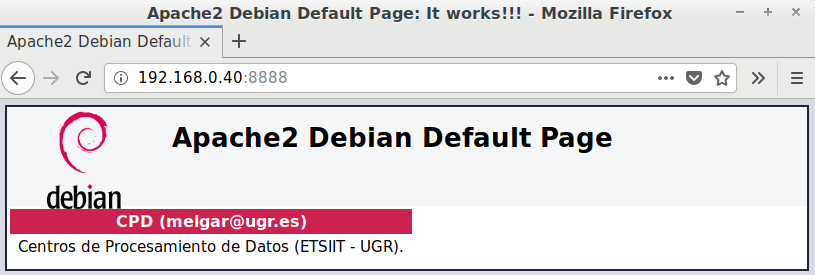 Apache2 Debian Default Page: It works!!! - Mozilla Firefox
Apache2 Debian Defaul
192.168.0.40:8888
Apache2 Debian Default Page
debian
CPD (melgar@ugr.es)
Centros de Procesamiento de Datos (ETSIIT - UGR).